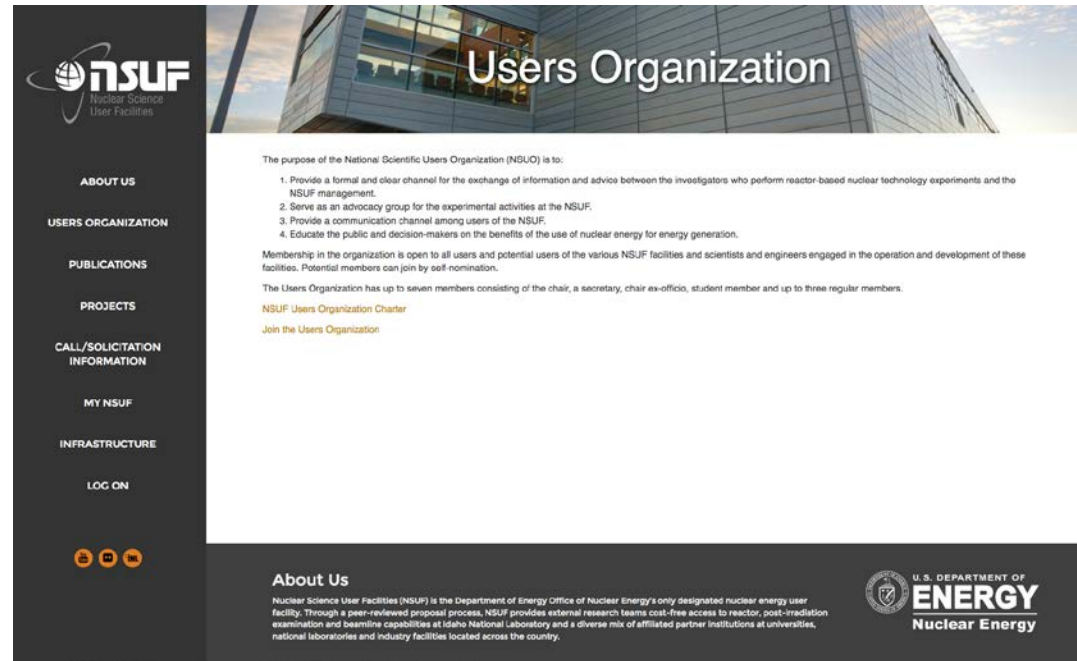 nsuf
Nuclear Science
User Facilities
ABOUT US
USERS ORGANIZATION
PUBLICATIONS
PROJECTS
CALL/SOLICITATION
INFORMATION
MY NSUF
INFRASTRUCTURE
LOG ON
Users Organization
The purpose of the National Scientific Users Organization (NSUO) is to:
1. Provide a formal and clear channel for the exchange of information and advice between the investigators who perform reactor-based nuclear technology experiments and the
NSUF management.
2. Serve as an advocacy group for the experimental activities at the NSUF.
3. Provide a communication channel among users of the NSUF.
4. Educate the public and decision-makers on the benefits of the use of nuclear energy for energy generation.
Membership in the organization is open to all users and potential users of the various NSUF facilities and scientists and engineers engaged in the operation and development of these
facilities. Potential members can join by self-nomination.
The Users Organization has up to seven members consisting of the chair, a secretary, chair ex-officio, student member and up to three regular members.
NSUF Users Organization Charter
Join the Users Organization
About Us
Nuclear Science User Facilities (NSUF) is the Department of Energy Office of Nuclear Energy's only designated nuclear energy user
facility. Through a peer-reviewed proposal process, NSUF provides external research teams cost-free access to reactor, post-irradiation
examination and beamline capabilities at Idaho National Laboratory and a diverse mix of affiliated partner institutions at universities,
national laboratories and industry facilities located across the country.
U.S. DEPARTMENT OF
ENERGY
Nuclear Energy